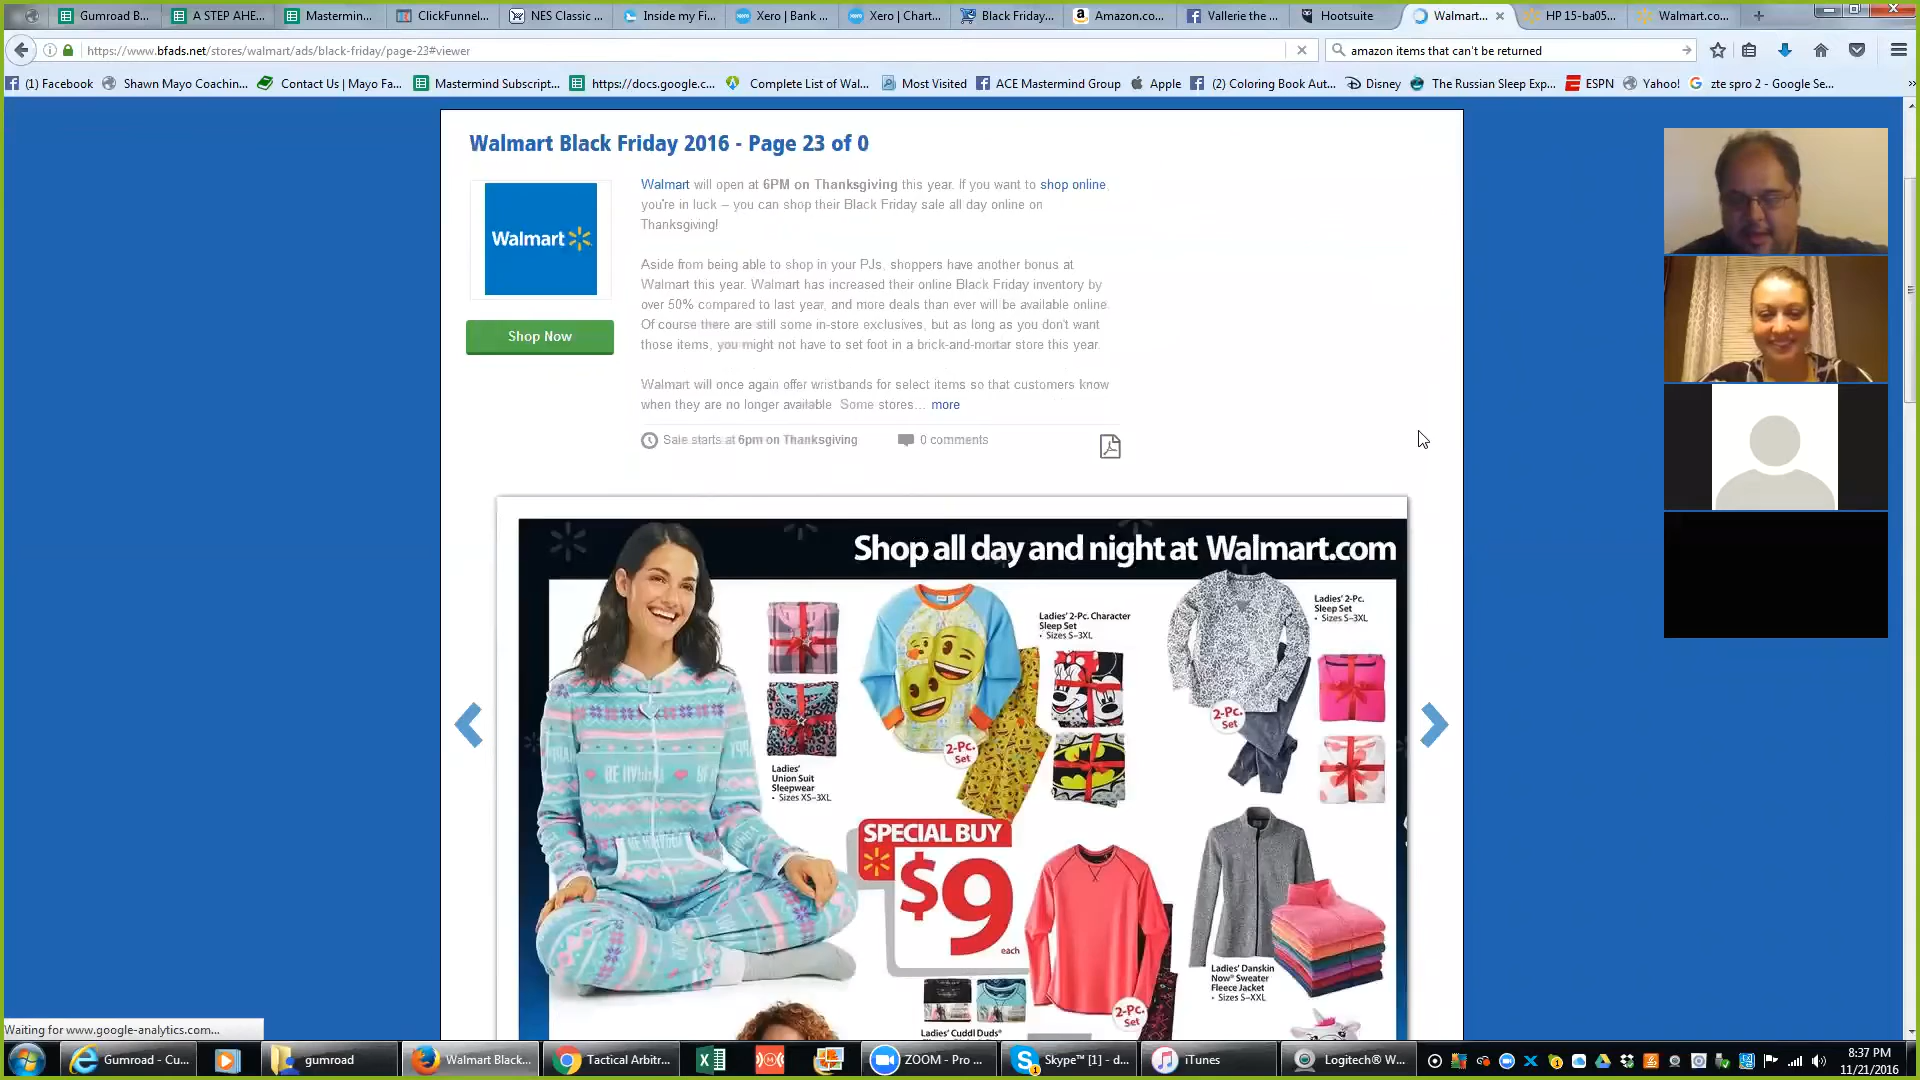 Gumroad B...
A STEP AHE...
Mastermin...
ClickFunnel...
NES Classic ...
Inside my Fi...
Xero | Bank ...
Xero | Chart...
Black Friday...
Amazon.co...
Vallerie the ...
Hootsuite
Walmart...
HP 15-ba05...
Walmart.co...
https://www.bfads.net/stores/walmart/ads/black-friday/page-23#viewer
amazon items that can't be returned
(1) Facebook
Shawn Mayo Coachin...
Contact Us | Mayo Fa...
Mastermind Subscript...
https://docs.google.c...
Complete List of Wal...
Most Visited
ACE Mastermind Group
Apple
(2) Coloring Book Aut...
Disney
The Russian Sleep Exp...
ESPN
Yahoo!
zte spro 2 - Google Se...
Walmart Black Friday 2016 - Page 23 of 0
Walmart
Shop Now
Walmart will open at 6PM on Thanksgiving this year. If you want to shop online,
you're in luck – you can shop their Black Friday sale all day online on
Thanksgiving!
Aside from being able to shop in your PJs, shoppers have another bonus at
Walmart this year. Walmart has increased their online Black Friday inventory by
over 50% compared to last year, and more deals than ever will be available online.
Of course there are still some in-store exclusives, but as long as you don't want
those items, you might not have to set foot in a brick-and-mortar store this year.
Walmart will once again offer wristbands for select items so that customers know
when they are no longer available. Some stores... more
Sale starts at 6pm on Thanksgiving
0 comments
Shop all day and night at Walmart.com
Ladies' 2-Pc. Character
Sleep Set
• Sizes S–3XL
Ladies' 2-Pc.
Sleep Set
• Sizes S–3XL
2-Pc.
Set
2-Pc.
Set
Ladies'
Union Suit
Sleepwear
• Sizes XS–3XL
SPECIAL BUY
$9
each
Ladies' Danskin
Now® Sweater
Fleece Jacket
• Sizes S–XXL
2-Pc.
Set
Ladies' Cuddl Duds®
Waiting for www.google-analytics.com...
Gumroad - Cu...
gumroad
Walmart Black...
Tactical Arbitr...
ZOOM - Pro ...
Skype™ [1] - d...
iTunes
Logitech® W...
8:37 PM
11/21/2016